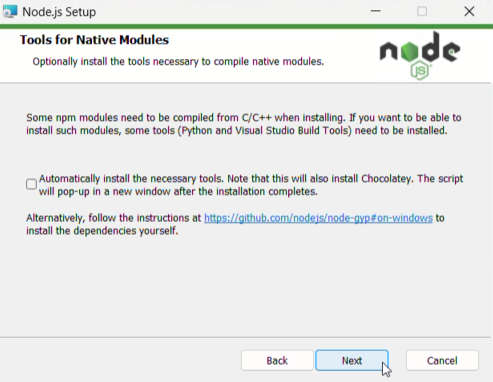 Node.js Setup
Tools for Native Modules
Optionally install the tools necessary to compile native modules.
node
JS
Some npm modules need to be compiled from C/C++ when installing. If you want to be able to
install such modules, some tools (Python and Visual Studio Build Tools) need to be installed.
Automatically install the necessary tools. Note that this will also install Chocolatey. The script
will pop-up in a new window after the installation completes.
Alternatively, follow the instructions at https://github.com/nodejs/node-gyp#on-windows to
install the dependencies yourself.
Back
Next
Cancel